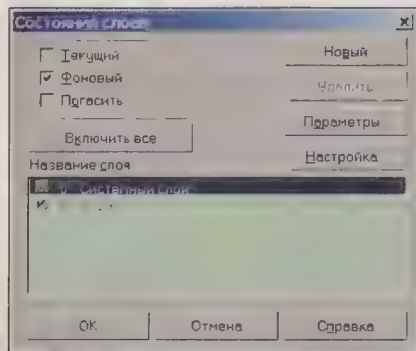 Состояния слоев
Текущий
Фоновый
Погасить
Новый
Удалить
Параметры
Включить все
Настройка
Название слоя
0 Системный слой
OK
Отмена
Справка